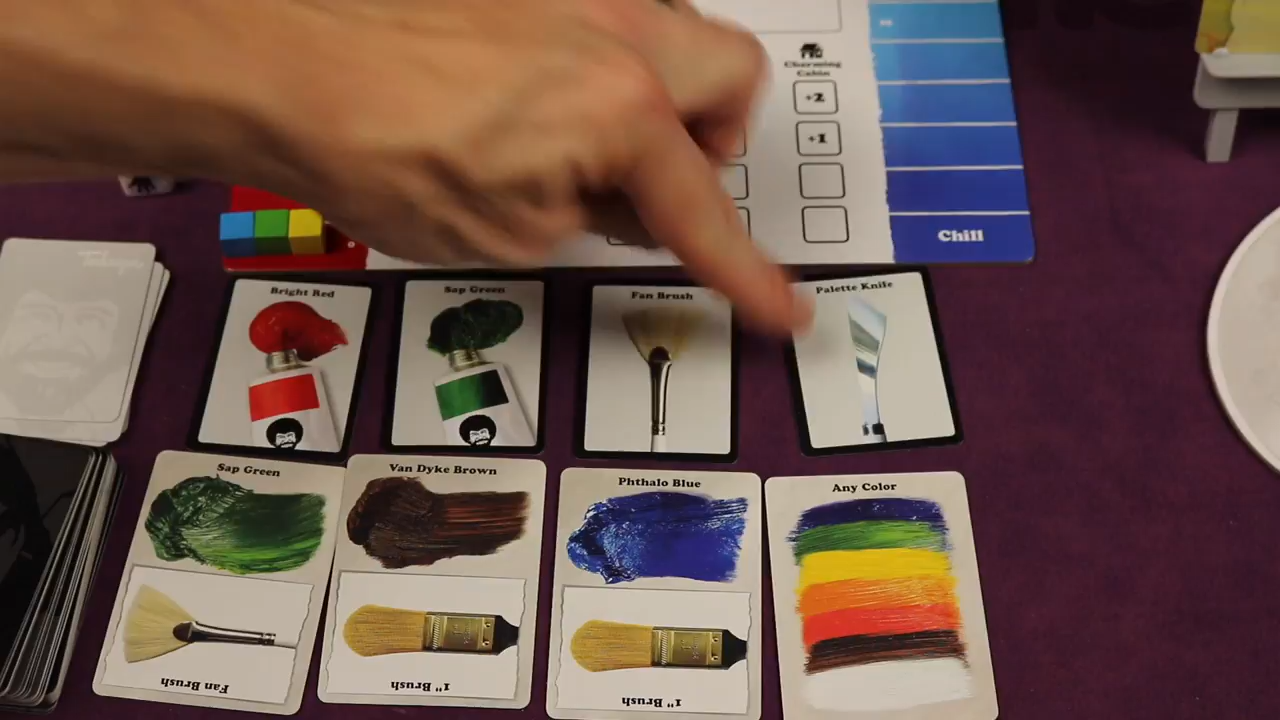 Charming
Cabin
+2
+1
Chill
Bright Red
Sap Green
Fan Brush
Palette Knife
Sap Green
Van Dyke Brown
Phthalo Blue
Any Color
Fan Brush
1" Brush
1" Brush